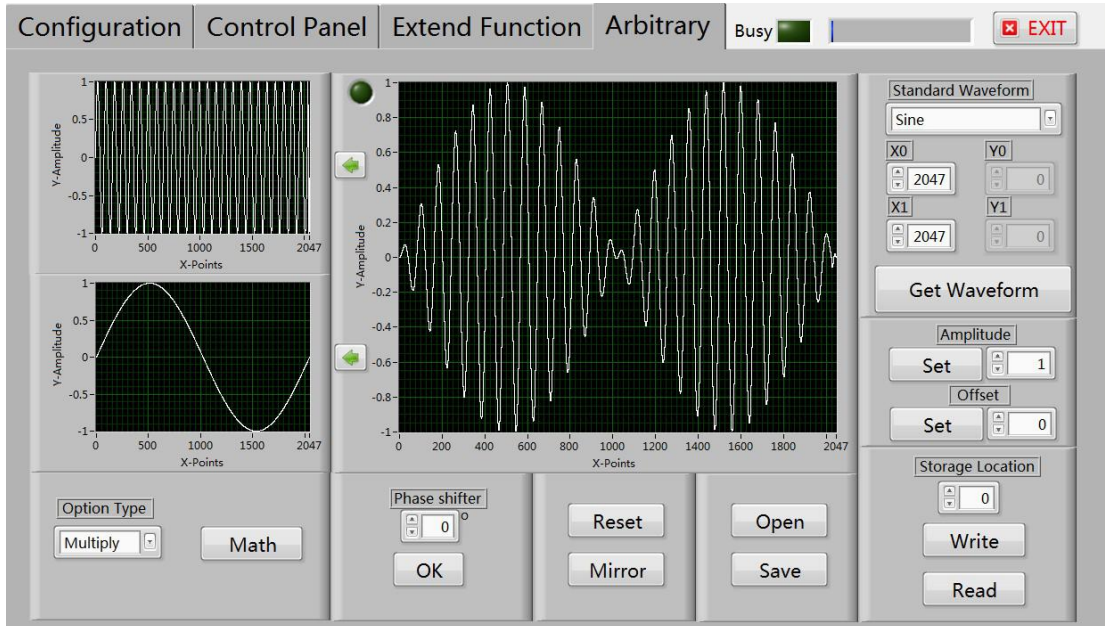 Configuration
Control Panel
Extend Function
Arbitrary
Busy
EXIT
1
0.5
0
-0.5
-1
Y-Amplitude
0 500 1000 1500 2047
X-Points
1
0.5
0
-0.5
-1
Y-Amplitude
0 500 1000 1500 2047
X-Points
1
0.8
0.6
0.4
0.2
0
-0.2
-0.4
-0.6
-0.8
-1
Y-Amplitude
0 200 400 600 800 1000 1200 1400 1600 1800 2047
X-Points
Standard Waveform
Sine
X0 Y0
2047 0
X1 Y1
2047 0
Get Waveform
Amplitude
Set 1
Offset
Set 0
Storage Location
0
Write
Read
Option Type
Multiply
Math
Phase shifter
0 °
OK
Reset
Mirror
Open
Save